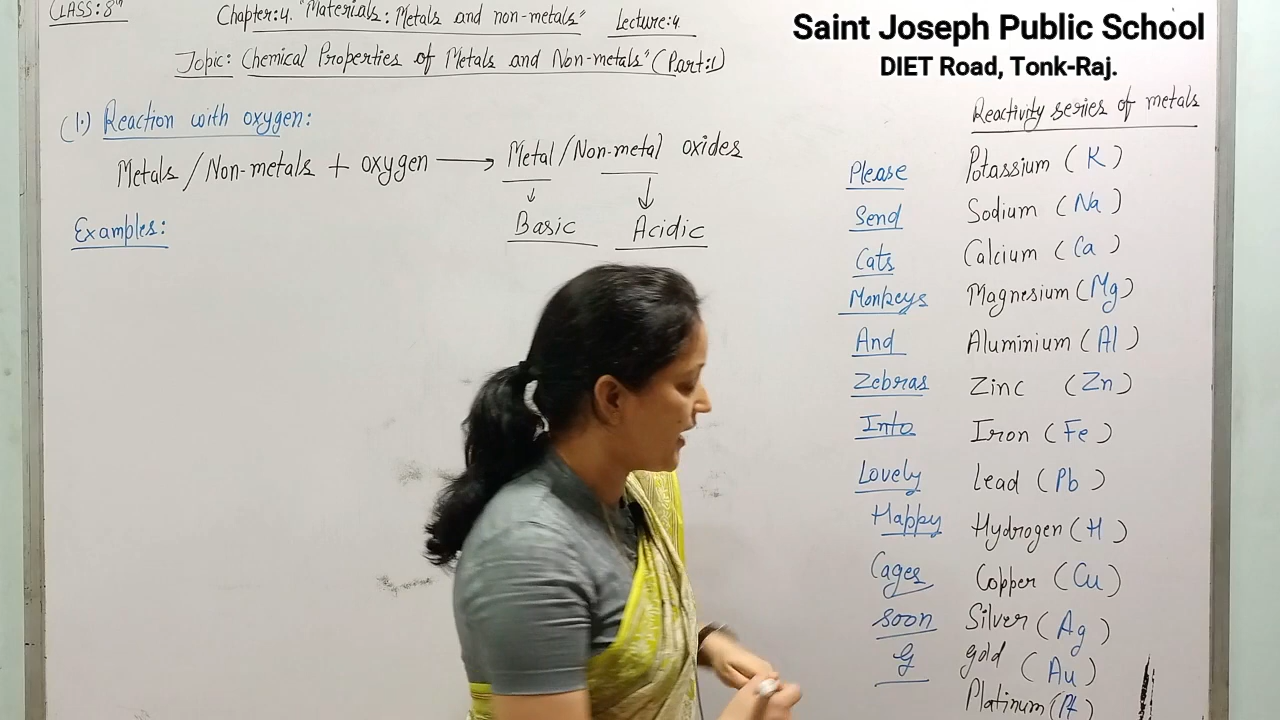 CLASS: 8th
Chapter:4. "Materials: Metals and non-metals" Lecture:4.
Topic: Chemical Properties of Metals and Non-metals" (Part:1)
Saint Joseph Public School
DIET Road, Tonk-Raj.
(1.) Reaction with oxygen:
Metals /Non-metals + oxygen → Metal/Non-metal oxides
↓ ↓
Basic Acidic
Examples:
Reactivity series of metals
Please Potassium (K)
Send Sodium (Na)
Cats Calcium (Ca)
Monkeys Magnesium (Mg)
And Aluminium (Al)
Zebras Zinc (Zn)
Into Iron (Fe)
Lovely Lead (Pb)
Happy Hydrogen (H)
Cages Copper (Cu)
soon Silver (Ag)
G gold (Au)
Platinum (Pt)